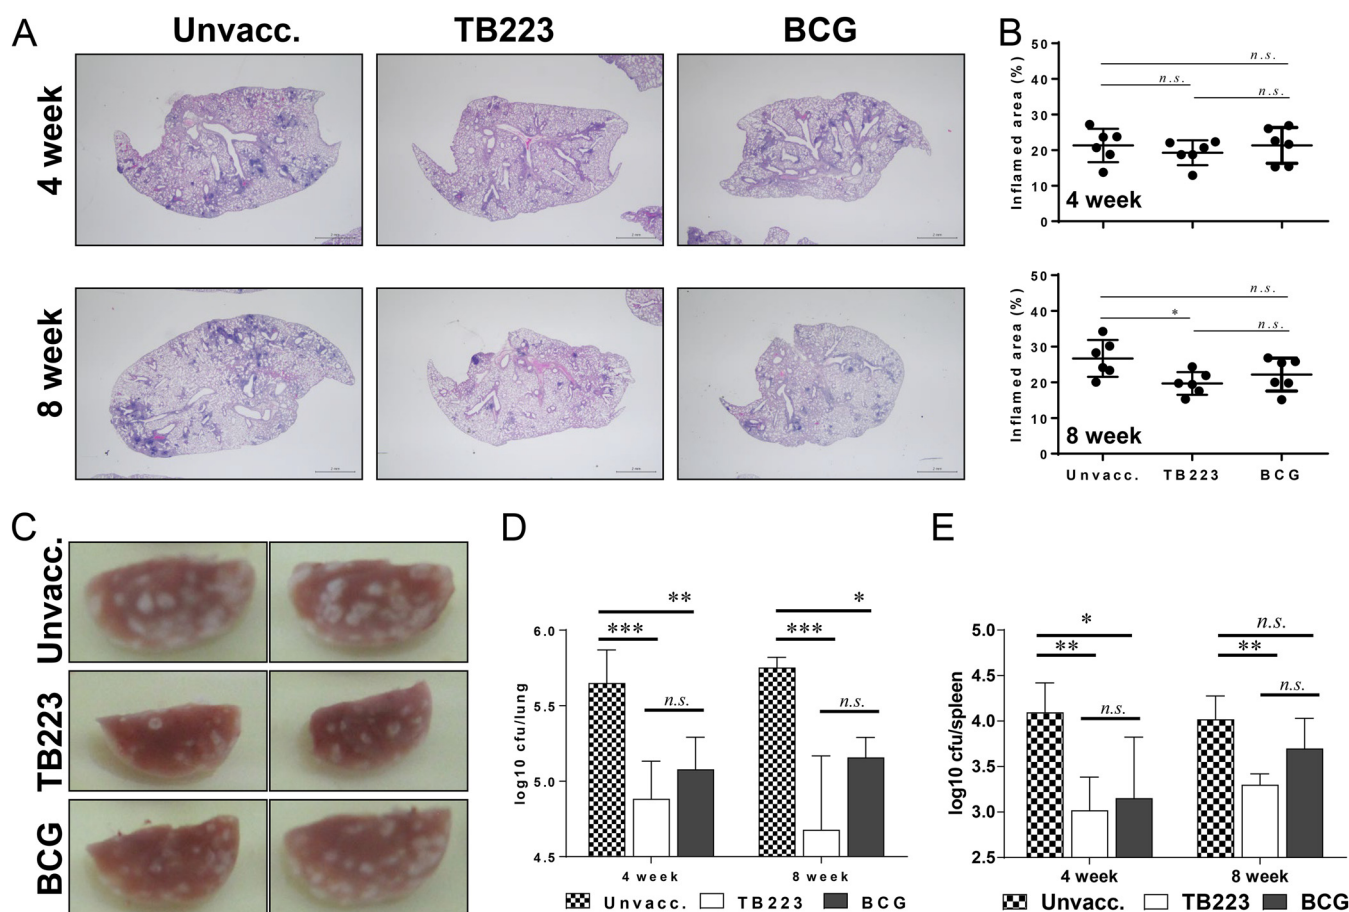 A
Unvacc.
TB223
BCG
4 week
8 week
B
50
40
30
20
10
0
Inflamed area (%)
n.s.
n.s.
n.s.
4 week
50
40
30
20
10
0
Inflamed area (%)
n.s.
*
n.s.
8 week
Unvacc.
TB223
BCG
C
Unvacc.
TB223
BCG
D
log10 cfu/lung
6.0
5.5
5.0
4.5
**
***
n.s.
*
***
n.s.
4 week
8 week
Unvacc.
TB223
BCG
E
log10 cfu/spleen
5.0
4.5
4.0
3.5
3.0
2.5
*
**
n.s.
n.s.
**
n.s.
4 week
8 week
Unvacc.
TB223
BCG